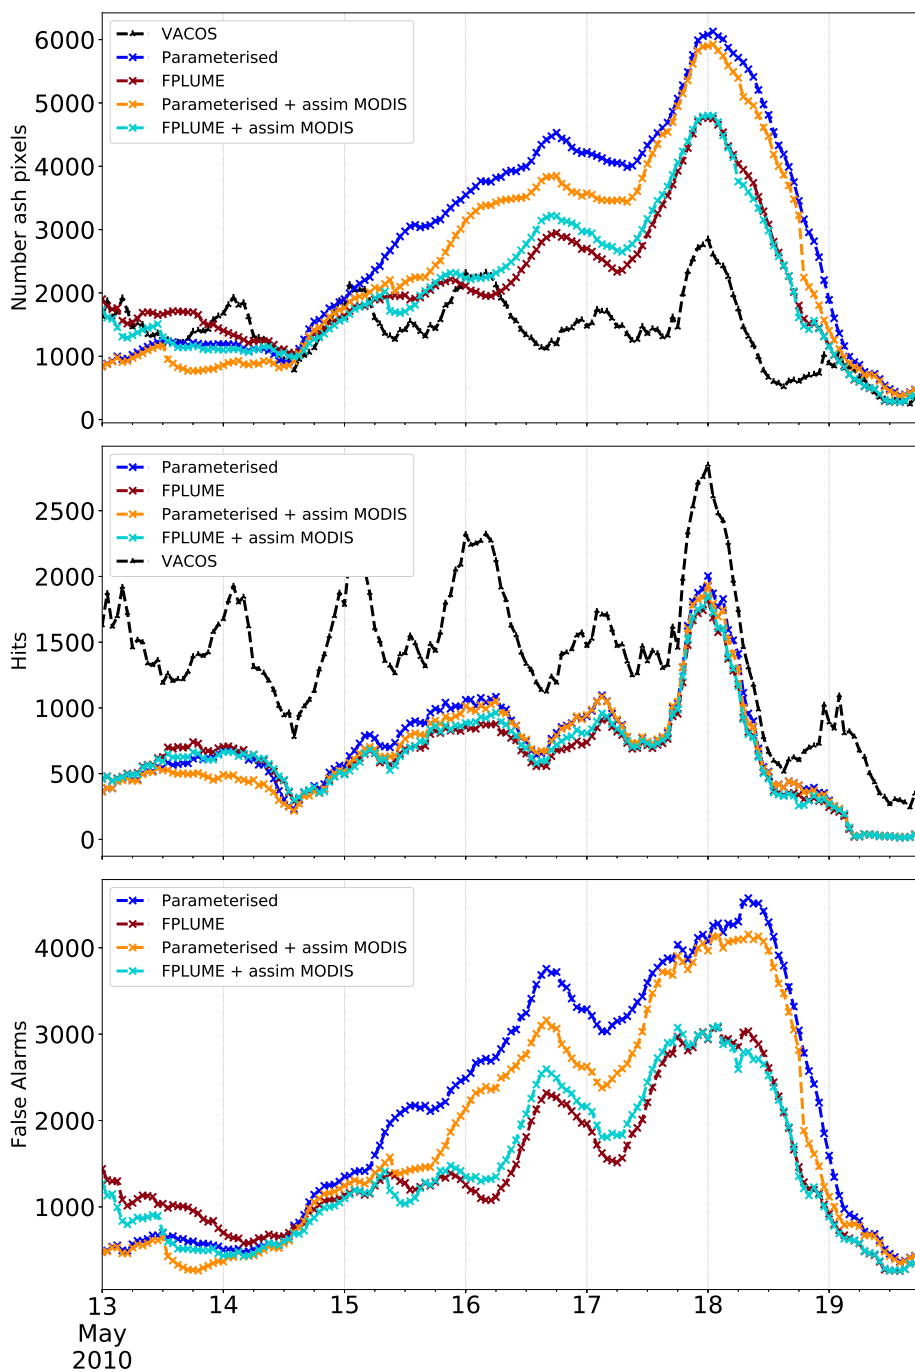 VACOS
Parameterised
FPLUME
Parameterised + assim MODIS
FPLUME + assim MODIS
Number ash pixels
6000
5000
4000
3000
2000
1000
0
Parameterised
FPLUME
Parameterised + assim MODIS
FPLUME + assim MODIS
VACOS
Hits
2500
2000
1500
1000
500
0
Parameterised
FPLUME
Parameterised + assim MODIS
FPLUME + assim MODIS
False Alarms
4000
3000
2000
1000
13 14 15 16 17 18 19
May
2010